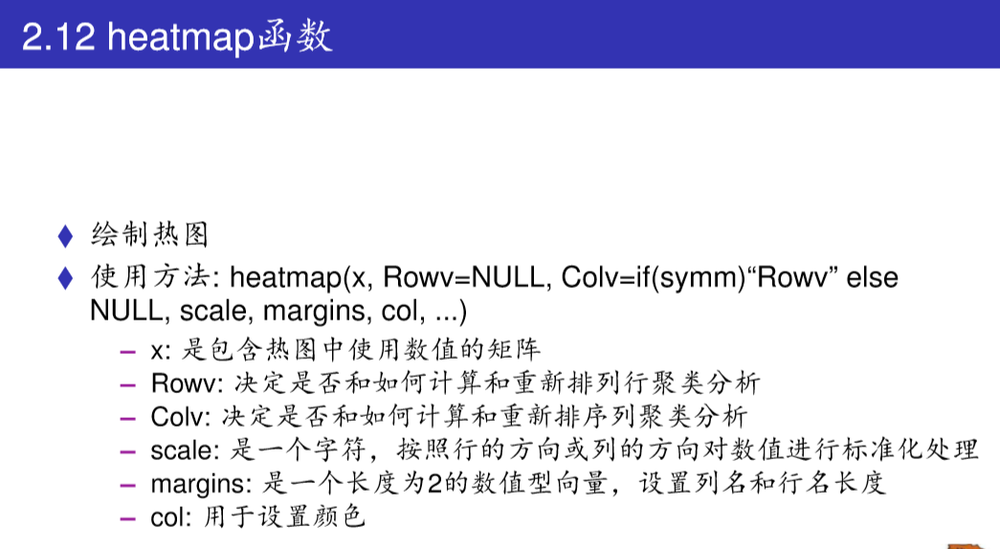 2.12 heatmap函数
绘制热图
使用方法: heatmap(x, Rowv=NULL, Colv=if(symm)“Rowv” else
NULL, scale, margins, col, ...)
– x: 是包含热图中使用数值的矩阵
– Rowv: 决定是否和如何计算和重新排列行聚类分析
– Colv: 决定是否和如何计算和重新排序列聚类分析
– scale: 是一个字符，按照行的方向或列的方向对数值进行标准化处理
– margins: 是一个长度为2的数值型向量，设置列名和行名长度
– col: 用于设置颜色